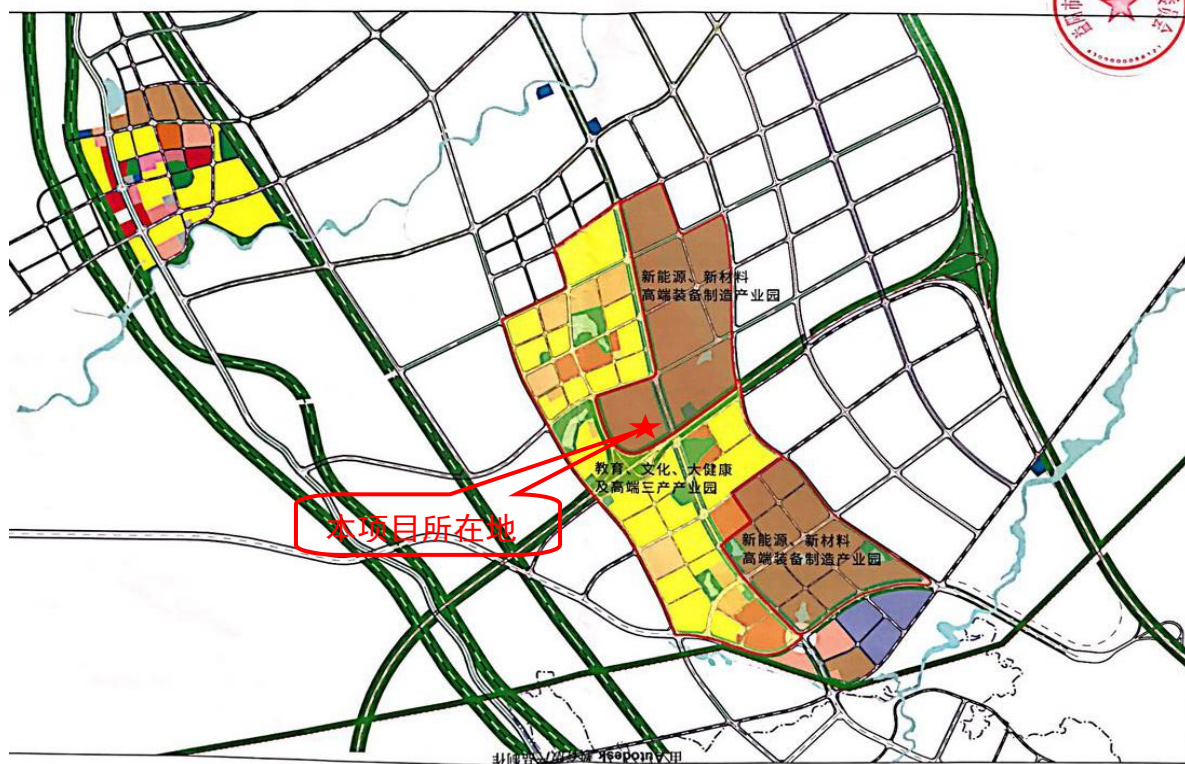 新能源、新材料
高端装备制造产业园
教育、文化、大健康
及高端三产产业园
本项目所在地
新能源、新材料
高端装备制造产业园